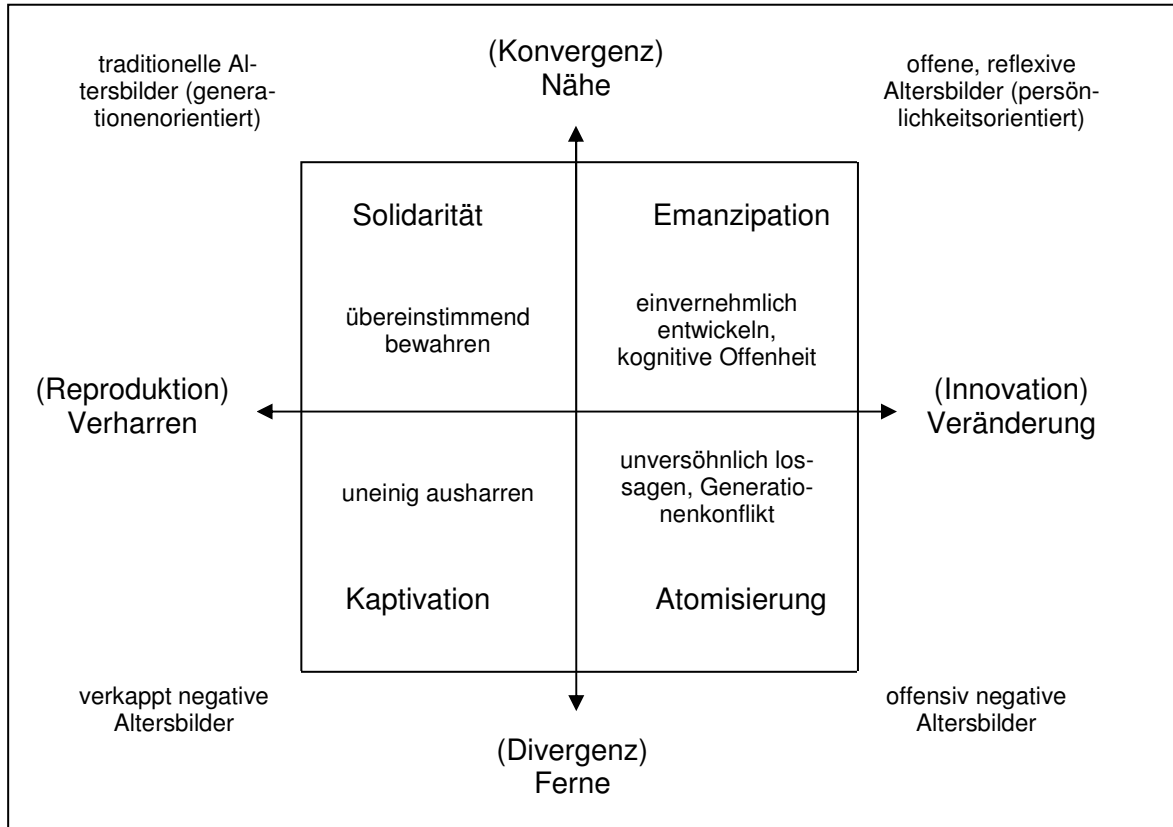 traditionelle Al-
tersbilder (genera-
tionenorientiert)
(Konvergenz)
Nähe
offene, reflexive
Altersbilder (persön-
lichkeitsorientiert)
Solidarität
Emanzipation
übereinstimmend
bewahren
einvernehmlich
entwickeln,
kognitive Offenheit
(Reproduktion)
Verharren
(Innovation)
Veränderung
uneinig ausharren
unversöhnlich los-
sagen, Generatio-
nenkonflikt
Kaptivation
Atomisierung
verkappt negative
Altersbilder
offensiv negative
Altersbilder
(Divergenz)
Ferne